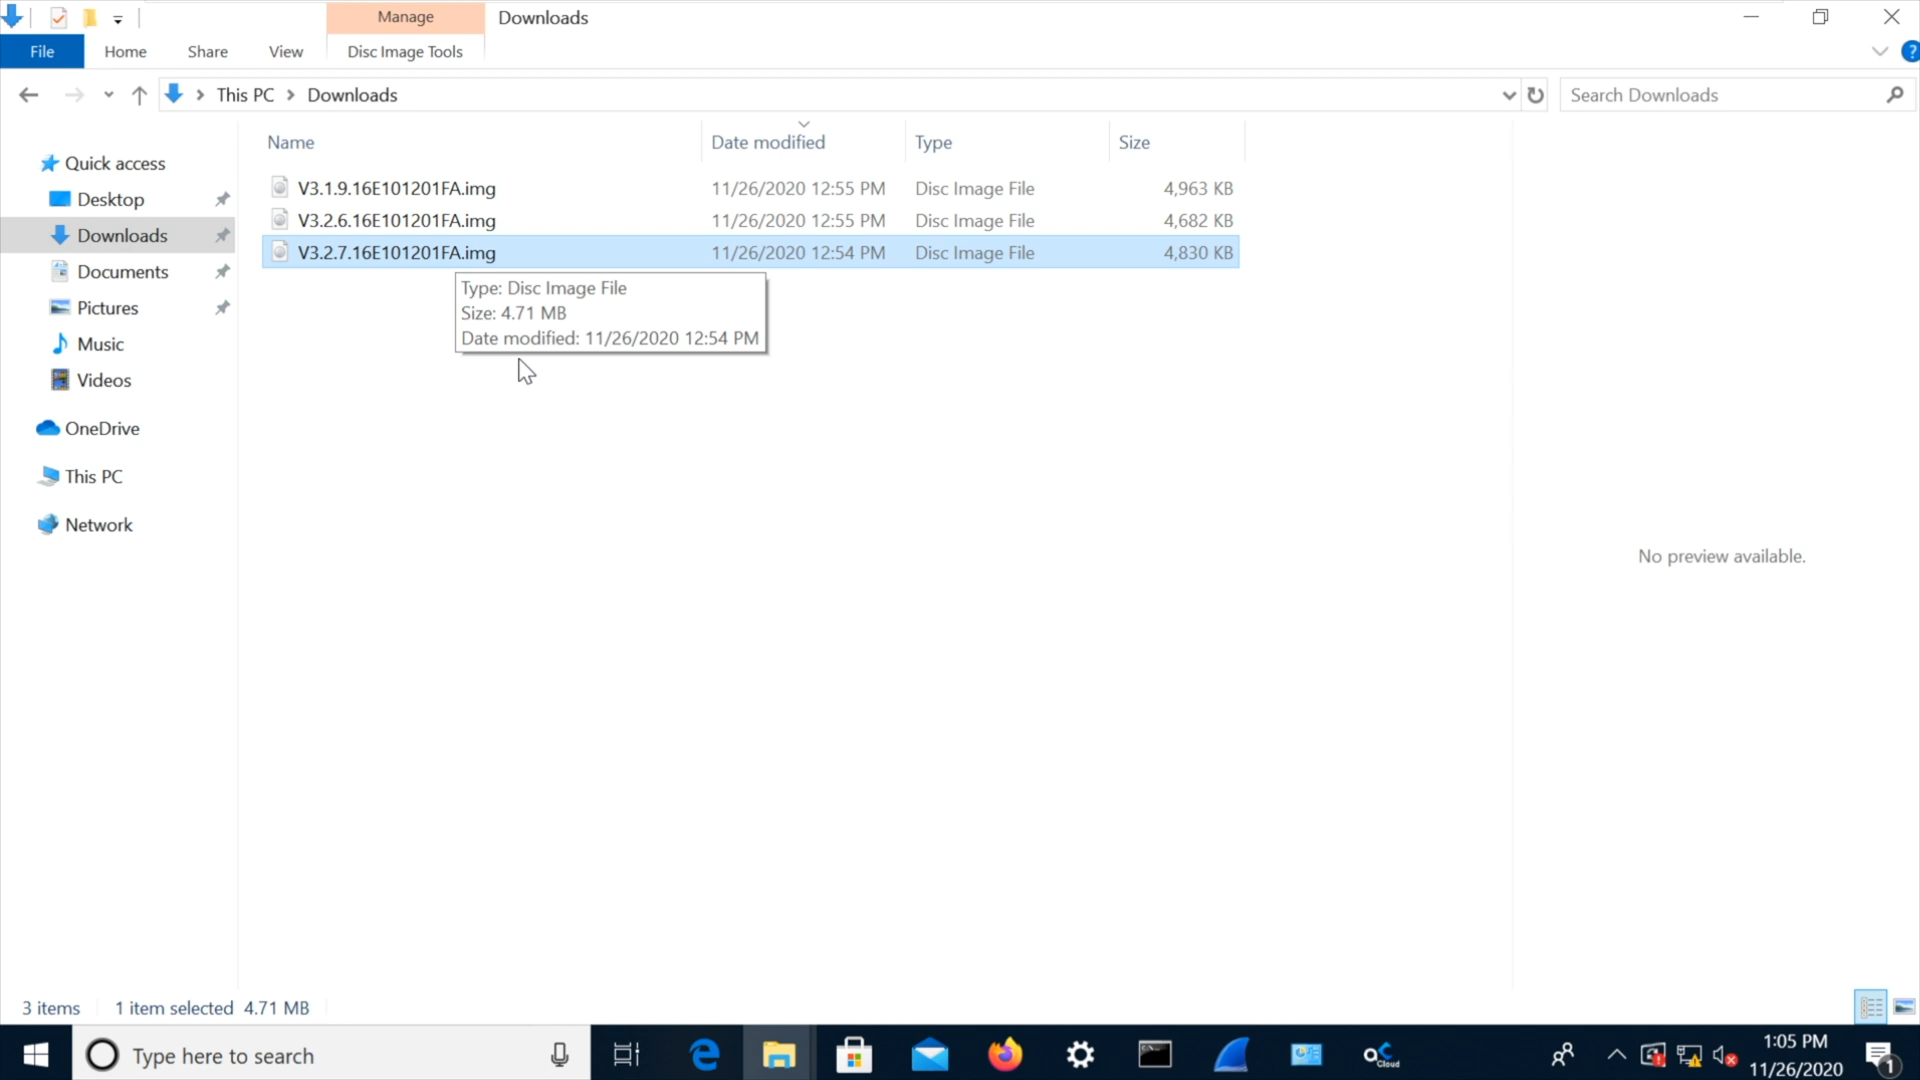 Manage
Downloads
File
Home
Share
View
Disc Image Tools
?
This PC
Downloads
Search Downloads
Name
Date modified
Type
Size
V3.1.9.16E101201FA.img
11/26/2020 12:55 PM
Disc Image File
4,963 KB
V3.2.6.16E101201FA.img
11/26/2020 12:55 PM
Disc Image File
4,682 KB
V3.2.7.16E101201FA.img
11/26/2020 12:54 PM
Disc Image File
4,830 KB
Type: Disc Image File
Size: 4.71 MB
Date modified: 11/26/2020 12:54 PM
Quick access
Desktop
Downloads
Documents
Pictures
Music
Videos
OneDrive
This PC
Network
No preview available.
3 items
1 item selected 4.71 MB
Type here to search
Cloud
1:05 PM
11/26/2020
1